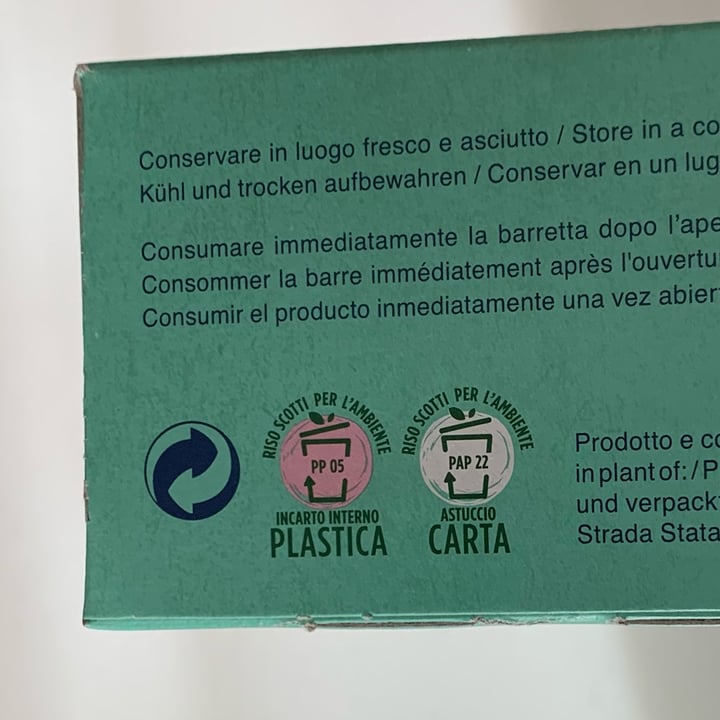 Conservare in luogo fresco e asciutto / Store in a co
Kühl und trocken aufbewahren / Conservar en un lug
Consumare immediatamente la barretta dopo l'ape
Consommer la barre immédiatement après l'ouvertu
Consumir el producto inmediatamente una vez abier
RISO SCOTTI PER L'AMBIENTE
PP 05
INCARTO INTERNO
PLASTICA
RISO SCOTTI PER L'AMBIENTE
PAP 22
ASTUCCIO
CARTA
Prodotto e co
in plant of: / P
und verpack
Strada Stata